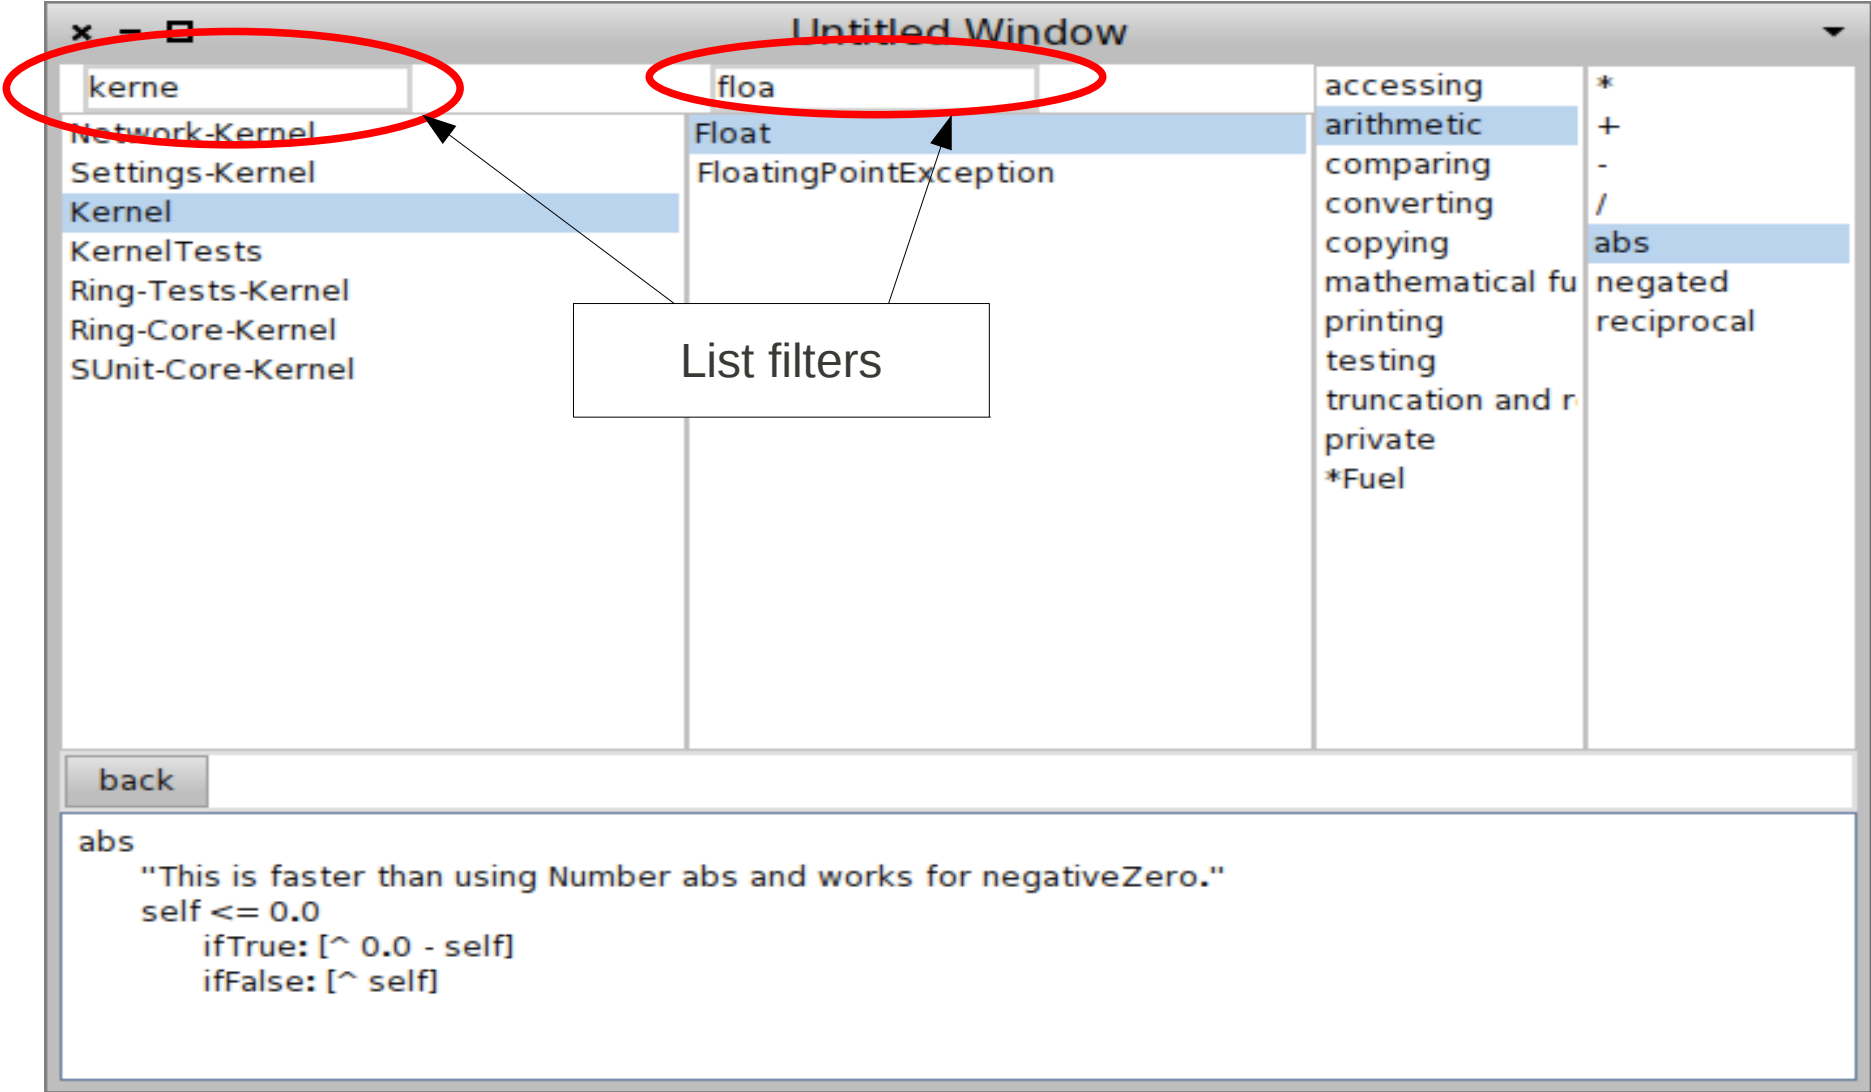 Untitled Window
kerne
floa
Network-Kernel
Settings-Kernel
Kernel
KernelTests
Ring-Tests-Kernel
Ring-Core-Kernel
SUnit-Core-Kernel
Float
FloatingPointException
List filters
accessing
arithmetic
comparing
converting
copying
mathematical fu
printing
testing
truncation and r
private
*Fuel
*
+
-
/
abs
negated
reciprocal
back
abs
"This is faster than using Number abs and works for negativeZero."
self <= 0.0
ifTrue: [^ 0.0 - self]
ifFalse: [^ self]